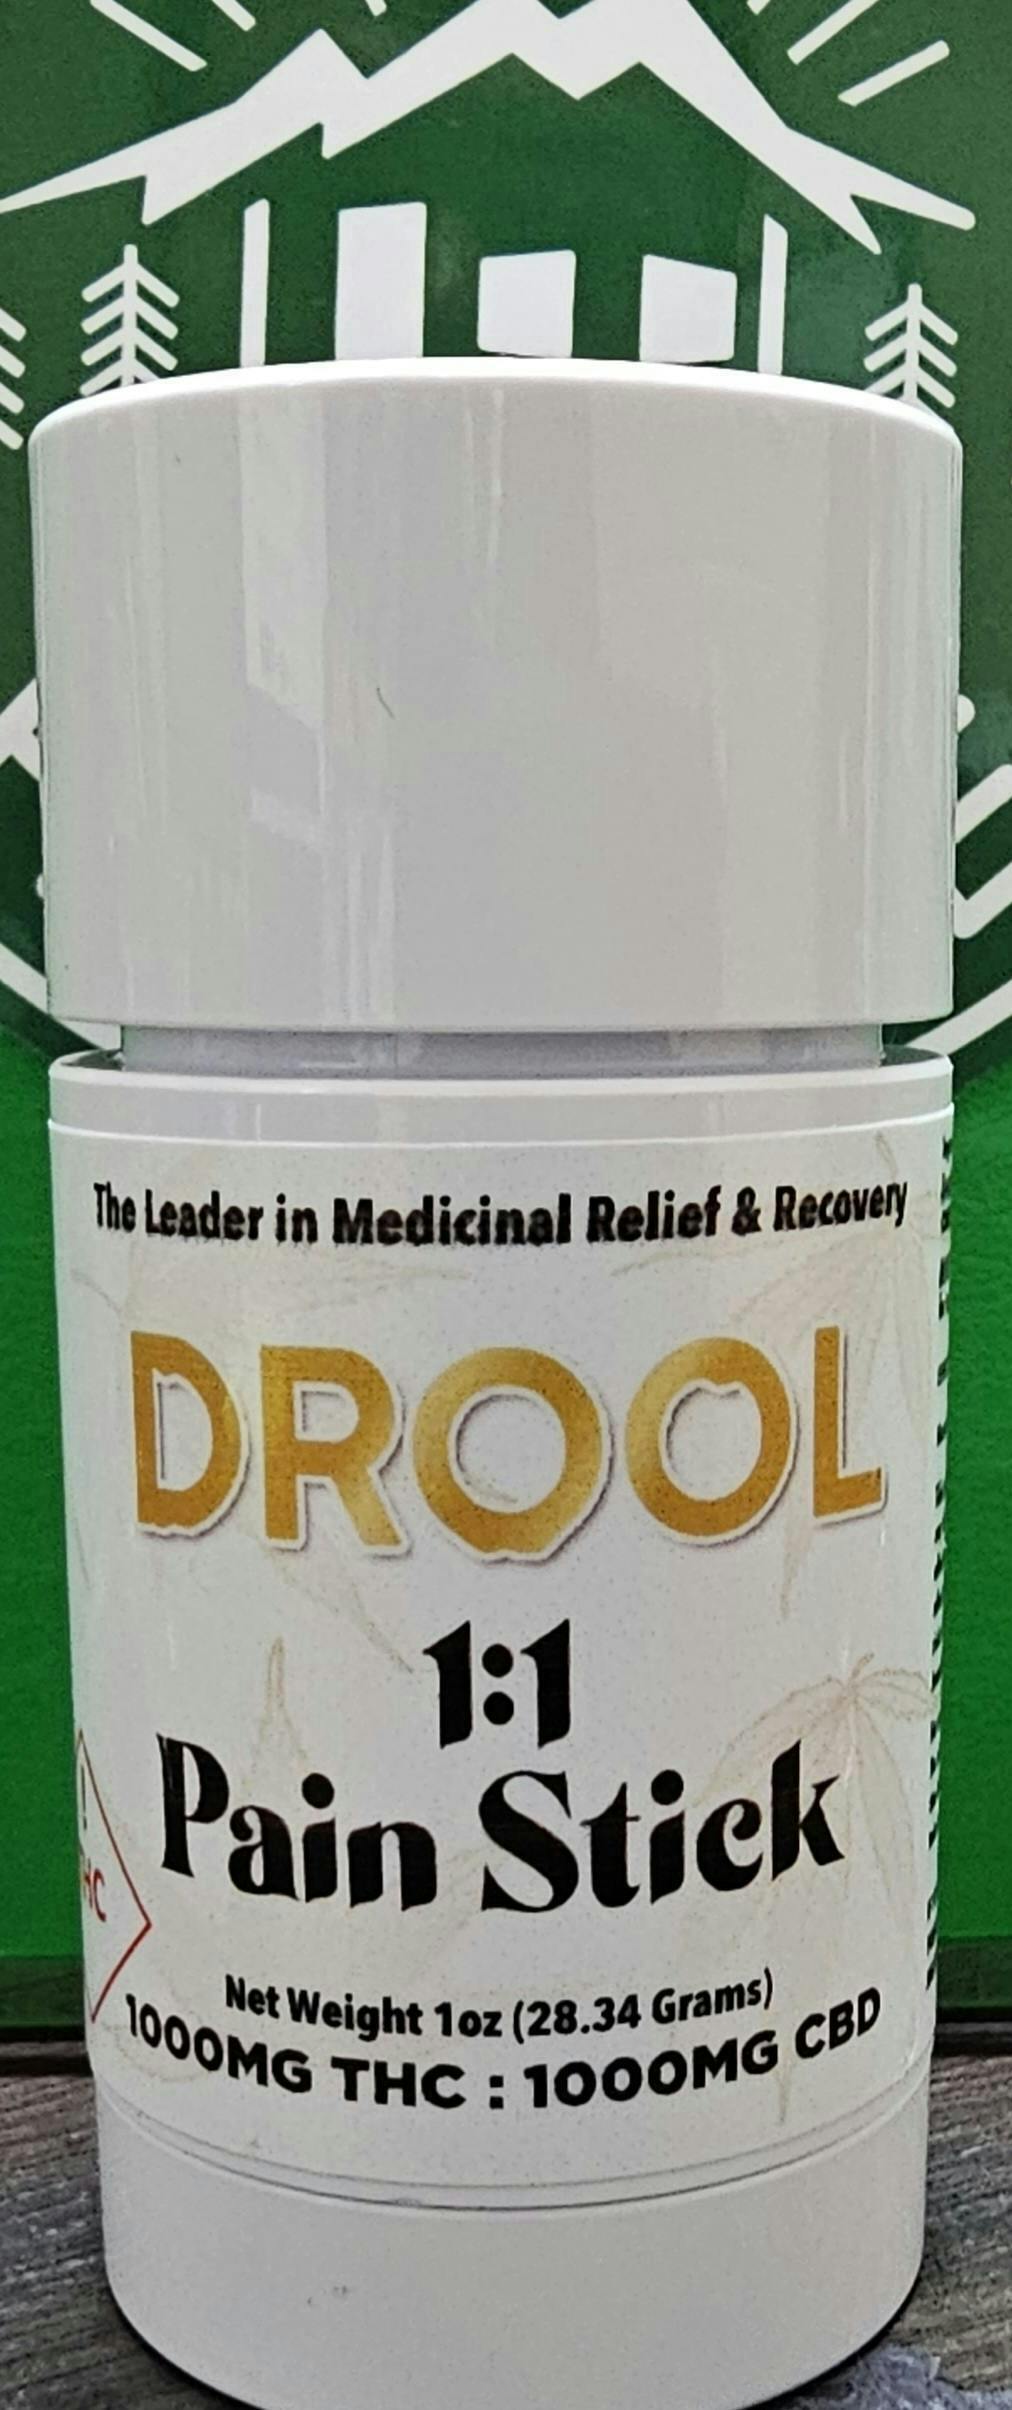 The Leader in Medicinal Relief & Recovery
DROOL
1:1
Pain Stick
!
Net Weight 1oz (28.34 Grams)
1000MG THC : 1000MG CBD